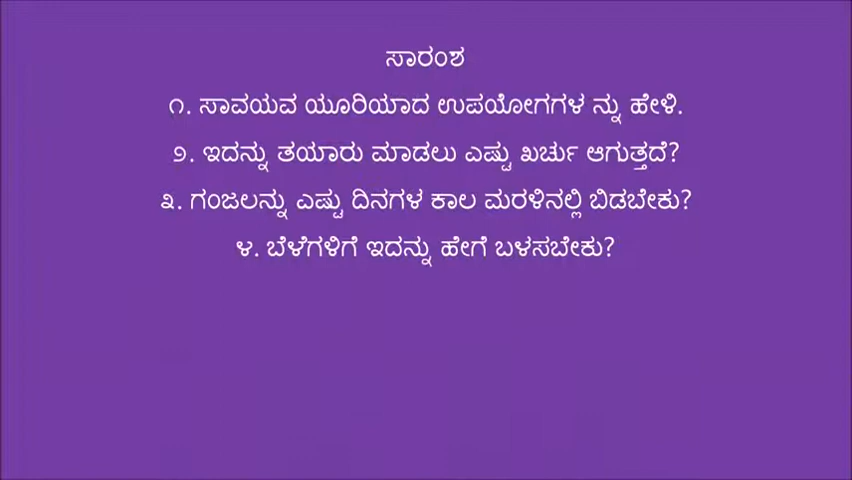 ಸಾರಂಶ
೧. ಸಾವಯವ ಯೂರಿಯಾದ ಉಪಯೋಗಗಳ ನ್ನು ಹೇಳಿ.
೨. ಇದನ್ನು ತಯಾರು ಮಾಡಲು ಎಷ್ಟು ಖರ್ಚು ಆಗುತ್ತದೆ?
೩. ಗಂಜಲನ್ನು ಎಷ್ಟು ದಿನಗಳ ಕಾಲ ಮರಳಿನಲ್ಲಿ ಬಿಡಬೇಕು?
೪. ಬೆಳೆಗಳಿಗೆ ಇದನ್ನು ಹೇಗೆ ಬಳಸಬೇಕು?